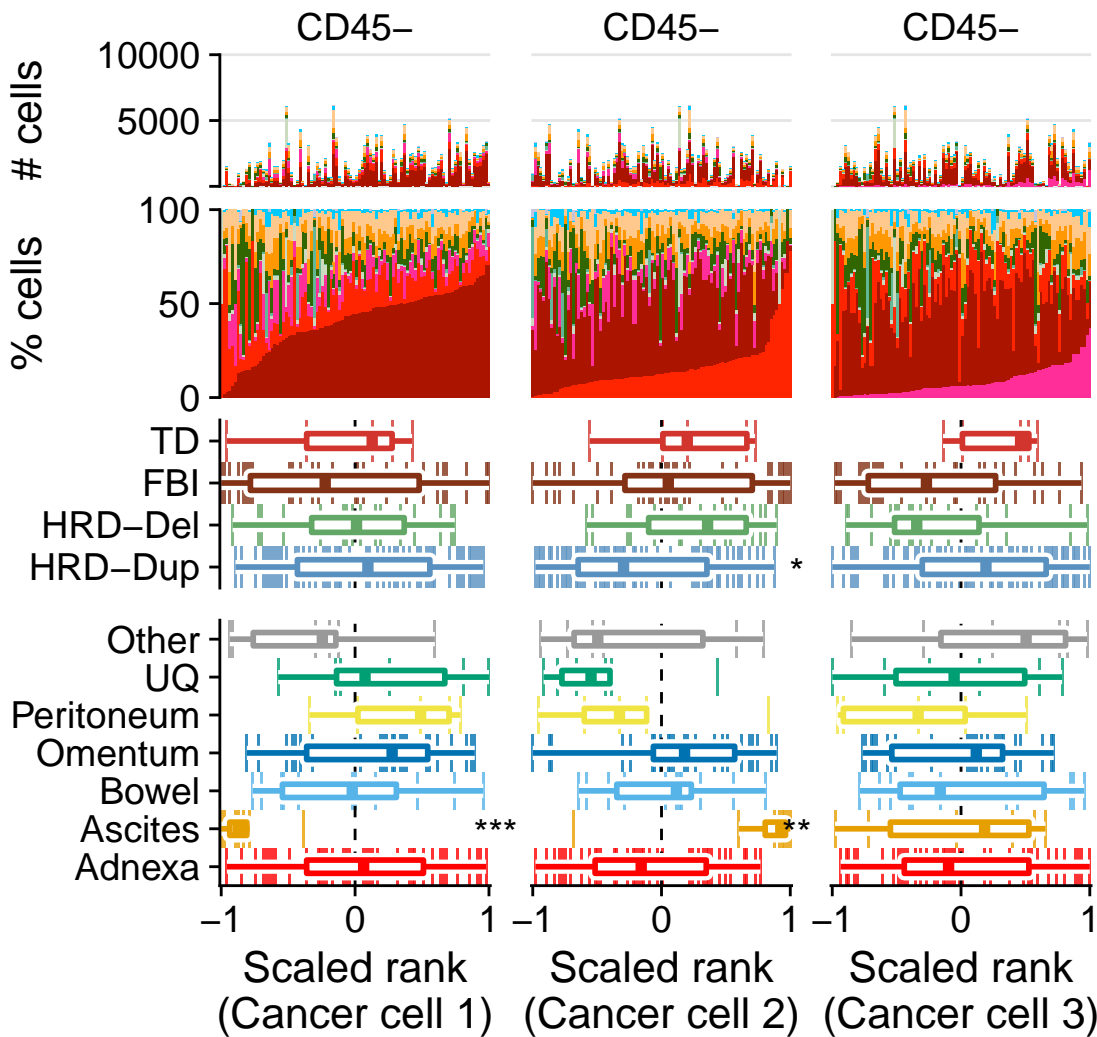 CD45− CD45− CD45−
10000
5000
# cells
100
50
0
% cells
TD
FBI
HRD−Del
HRD−Dup *
Other
UQ
Peritoneum
Omentum
Bowel
Ascites *** **
Adnexa
−1 0 1 −1 0 1 −1 0 1
Scaled rank Scaled rank Scaled rank
(Cancer cell 1) (Cancer cell 2) (Cancer cell 3)